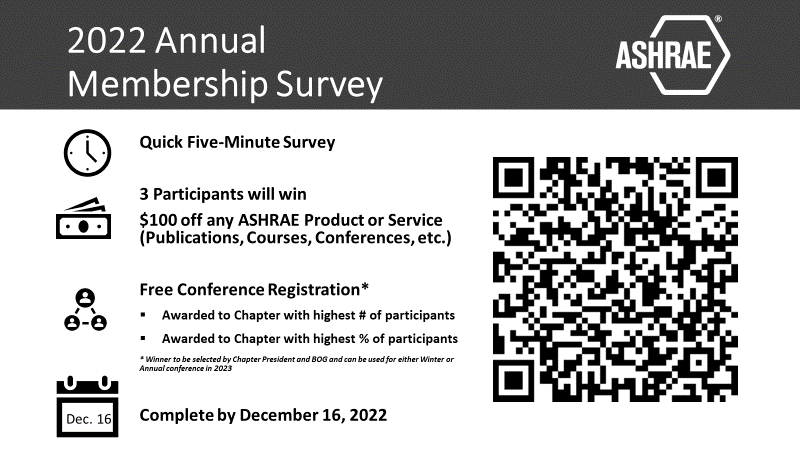 2022 Annual
Membership Survey
ASHRAE®
Quick Five-Minute Survey
3 Participants will win
$100 off any ASHRAE Product or Service
(Publications, Courses, Conferences, etc.)
Free Conference Registration*
▪ Awarded to Chapter with highest # of participants
▪ Awarded to Chapter with highest % of participants
* Winner to be selected by Chapter President and BOG and can be used for either Winter or
Annual conference in 2023
Dec. 16
Complete by December 16, 2022